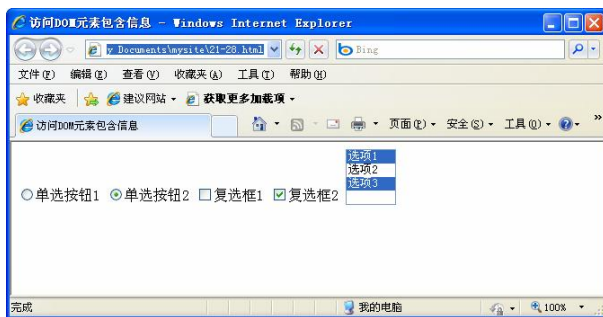 访问DOM元素包含信息 - Windows Internet Explorer
y Documents\mysite\21-28.html
Bing
文件(F) 编辑(E) 查看(V) 收藏夹(A) 工具(T) 帮助(H)
收藏夹 建议网站 获取更多加载项
访问DOM元素包含信息 页面(P) 安全(S) 工具(O) »
选项1
选项2
选项3
单选按钮1 单选按钮2 复选框1 复选框2
完成 我的电脑 100%